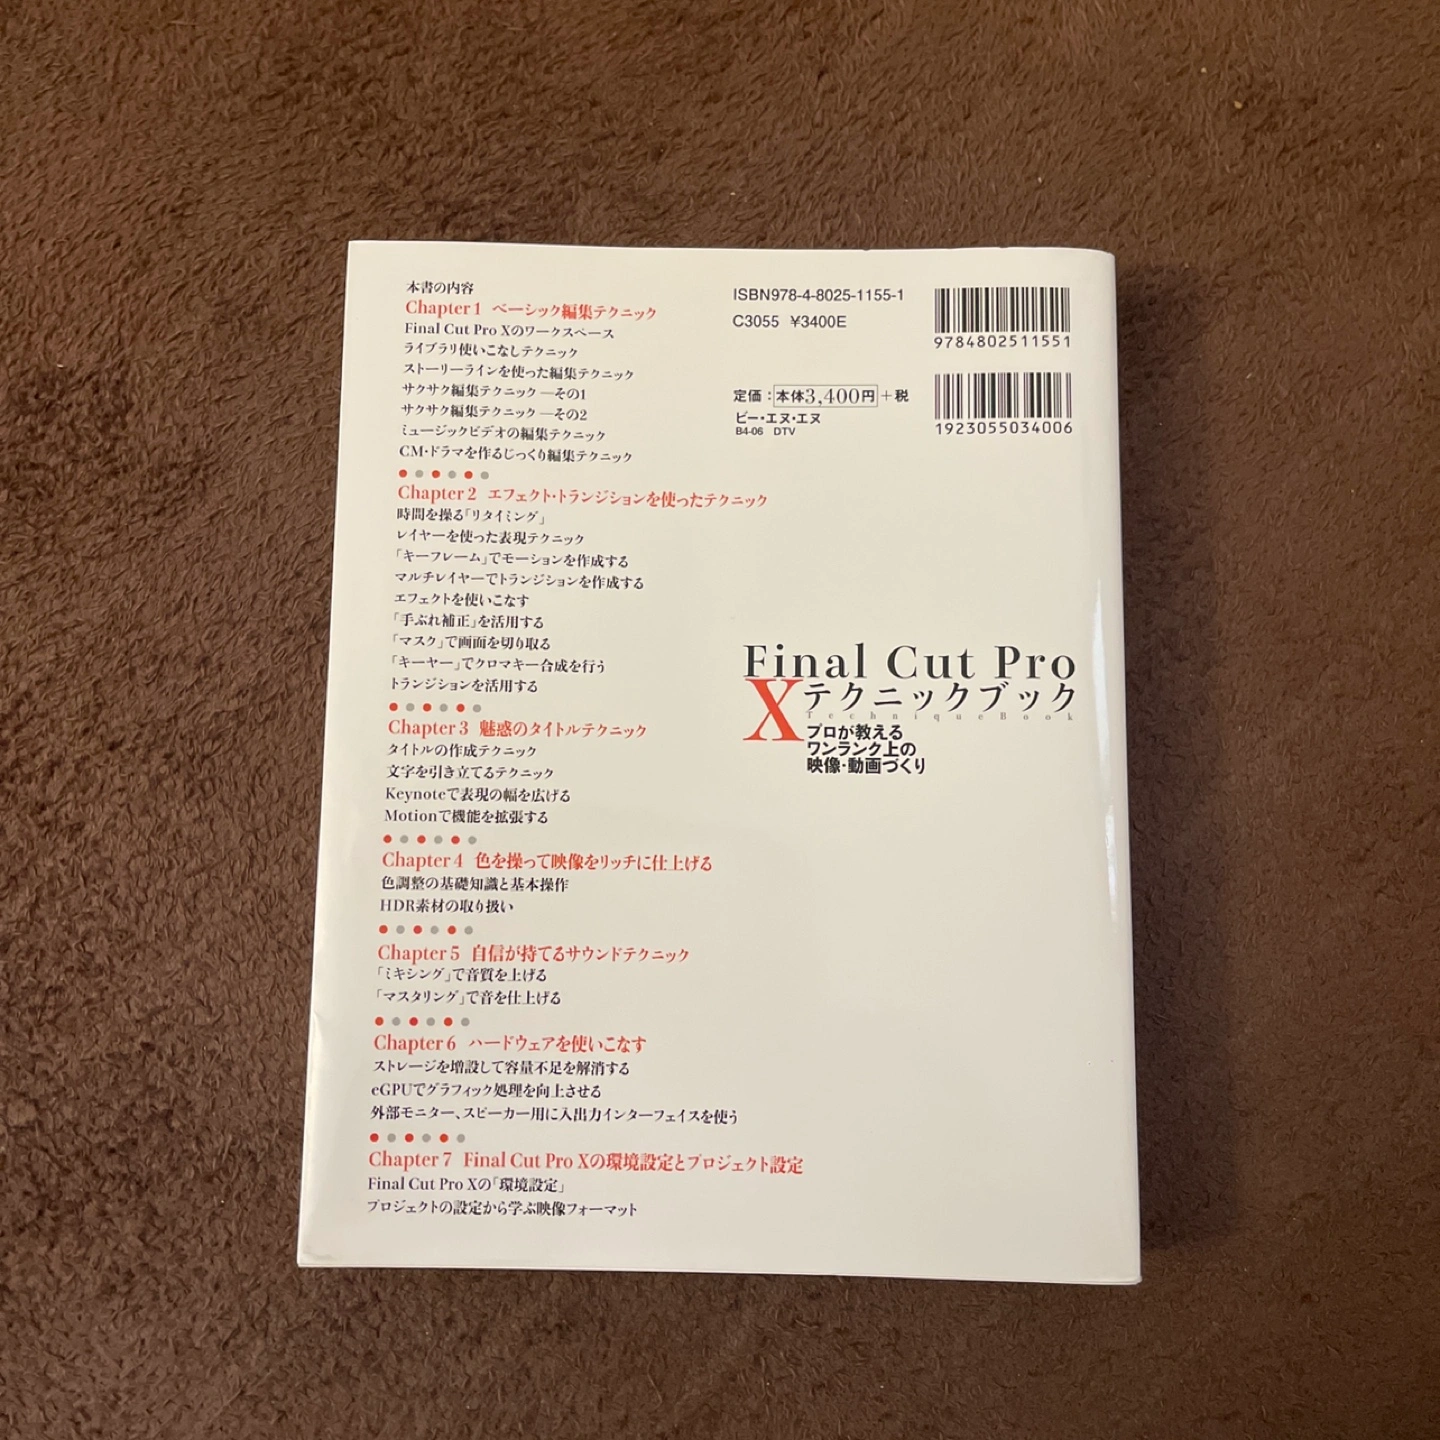 本書の内容
Chapter 1 ベーシック編集テクニック
Final Cut Pro Xのワークスペース
ライブラリ使いこなしテクニック
ストーリーラインを使った編集テクニック
サクサク編集テクニック ―その1
サクサク編集テクニック ―その2
ミュージックビデオの編集テクニック
CM・ドラマを作るじっくり編集テクニック
Chapter 2 エフェクト・トランジションを使ったテクニック
時間を操る「リタイミング」
レイヤーを使った表現テクニック
「キーフレーム」でモーションを作成する
マルチレイヤーでトランジションを作成する
エフェクトを使いこなす
「手ぶれ補正」を活用する
「マスク」で画面を切り取る
「キーヤー」でクロマキー合成を行う
トランジションを活用する
Chapter 3 魅惑のタイトルテクニック
タイトルの作成テクニック
文字を引き立てるテクニック
Keynoteで表現の幅を広げる
Motionで機能を拡張する
Chapter 4 色を操って映像をリッチに仕上げる
色調整の基礎知識と基本操作
HDR素材の取り扱い
Chapter 5 自信が持てるサウンドテクニック
「ミキシング」で音質を上げる
「マスタリング」で音を仕上げる
Chapter 6 ハードウェアを使いこなす
ストレージを増設して容量不足を解消する
eGPUでグラフィック処理を向上させる
外部モニター、スピーカー用に入出力インターフェイスを使う
Chapter 7 Final Cut Pro Xの環境設定とプロジェクト設定
Final Cut Pro Xの「環境設定」
プロジェクトの設定から学ぶ映像フォーマット
ISBN978-4-8025-1155-1
C3055 ¥3400E
定価：本体3,400円＋税
ビー・エヌ・エヌ
B4-06 DTV
9784802511551
1923055034006
Final Cut Pro
X テクニックブック
Technique Book
プロが教える
ワンランク上の
映像・動画づくり